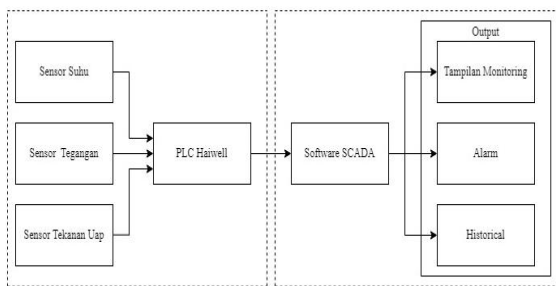 Output
Sensor Suhu
Tampilan Monitoring
Sensor Tegangan
PLC Haiwell
Software SCADA
Alarm
Sensor Tekanan Uap
Historical